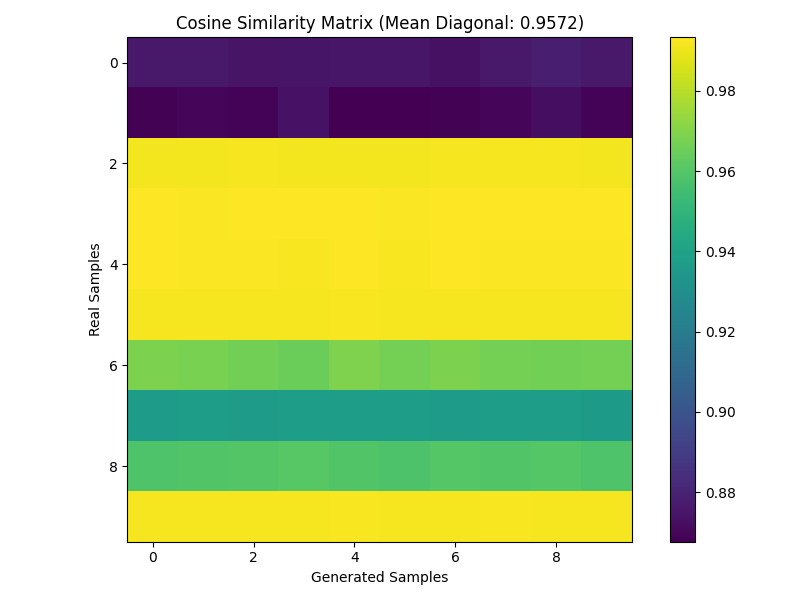 Cosine Similarity Matrix (Mean Diagonal: 0.9572)
0
2
4
6
8
Real Samples
0 2 4 6 8
Generated Samples
0.98
0.96
0.94
0.92
0.90
0.88